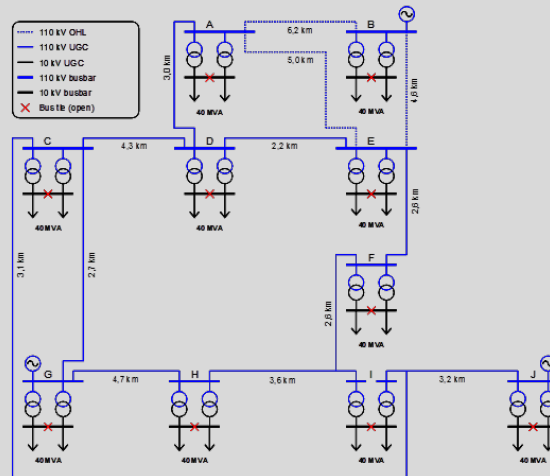 110 kV OHL
110 kV UGC
10 kV UGC
110 kV busbar
10 kV busbar
Bus tie (open)
A
6,2 km
B
5,0 km
3,0 km
4,6 km
40 MVA
40 MVA
C
4,3 km
D
2,2 km
E
40 MVA
40 MVA
40 MVA
3,1 km
2,7 km
2,6 km
F
2,6 km
40 MVA
G
4,7 km
H
3,6 km
I
3,2 km
J
40 MVA
40 MVA
40 MVA
40 MVA